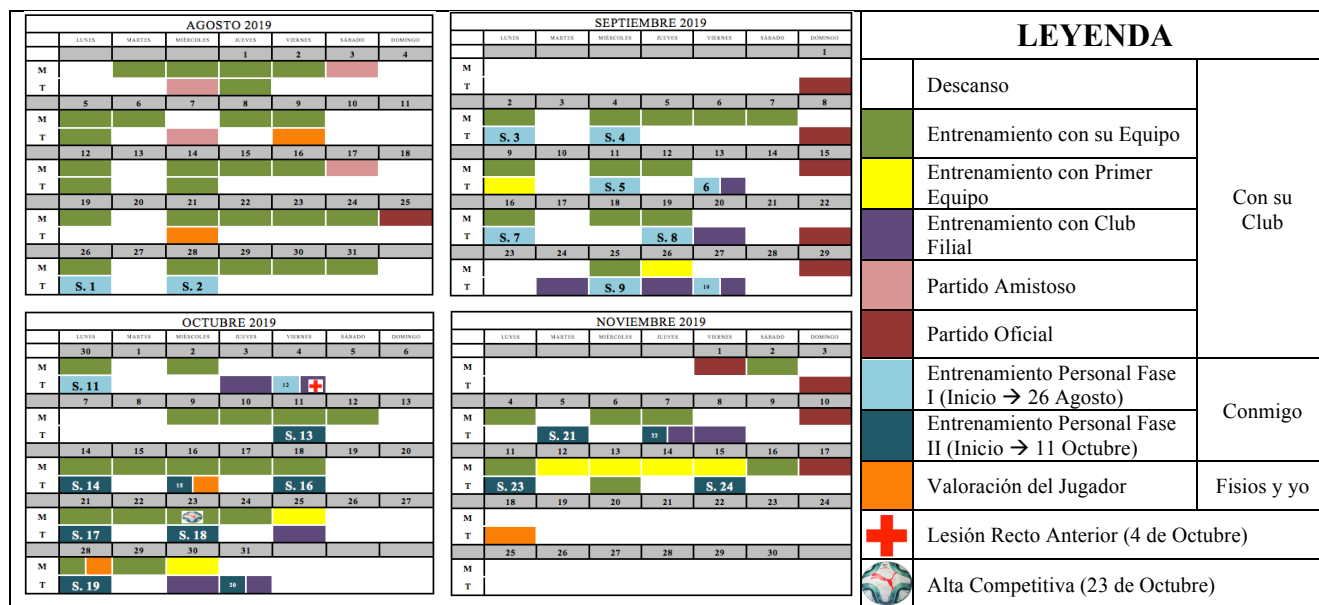 AGOSTO 2019
LUNES MARTES MIÉRCOLES JUEVES VIERNES SÁBADO DOMINGO
1 2 3 4
M
T
5 6 7 8 9 10 11
M
T
12 13 14 15 16 17 18
M
T
19 20 21 22 23 24 25
M
T
26 27 28 29 30 31
M
T S. 1 S. 2
SEPTIEMBRE 2019
LUNES MARTES MIÉRCOLES JUEVES VIERNES SÁBADO DOMINGO
1
M
T
2 3 4 5 6 7 8
M
T S. 3 S. 4
9 10 11 12 13 14 15
M
T S. 5 6
16 17 18 19 20 21 22
M
T S. 7 S. 8
23 24 25 26 27 28 29
M
T S. 9 10
OCTUBRE 2019
LUNES MARTES MIÉRCOLES JUEVES VIERNES SÁBADO DOMINGO
30 1 2 3 4 5 6
M
T S. 11 12
7 8 9 10 11 12 13
M
T S. 13
14 15 16 17 18 19 20
M
T S. 14 15 S. 16
21 22 23 24 25 26 27
M
T S. 17 S. 18
28 29 30 31
M
T S. 19 20
NOVIEMBRE 2019
LUNES MARTES MIÉRCOLES JUEVES VIERNES SÁBADO DOMINGO
1 2 3
M
T
4 5 6 7 8 9 10
M
T S. 21 22
11 12 13 14 15 16 17
M
T S. 23 S. 24
18 19 20 21 22 23 24
M
T
25 26 27 28 29 30
M
T
LEYENDA
Descanso
Entrenamiento con su Equipo
Entrenamiento con Primer
Equipo
Entrenamiento con Club
Filial
Partido Amistoso
Partido Oficial
Con su
Club
Entrenamiento Personal Fase
I (Inicio → 26 Agosto)
Entrenamiento Personal Fase
II (Inicio → 11 Octubre)
Conmigo
Valoración del Jugador
Fisios y yo
Lesión Recto Anterior (4 de Octubre)
Alta Competitiva (23 de Octubre)